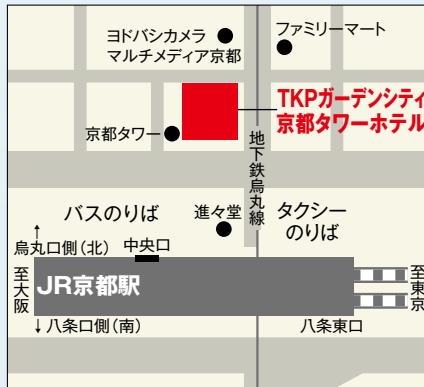 ヨドバシカメラ
マルチメディア京都
ファミリーマート
TKPガーデンシティ
京都タワーホテル
京都タワー
地下鉄烏丸線
バスのりば
進々堂
タクシー
のりば
↑
烏丸口側(北)
中央口
至大阪
JR京都駅
至東京
↓八条口側(南)
八条東口